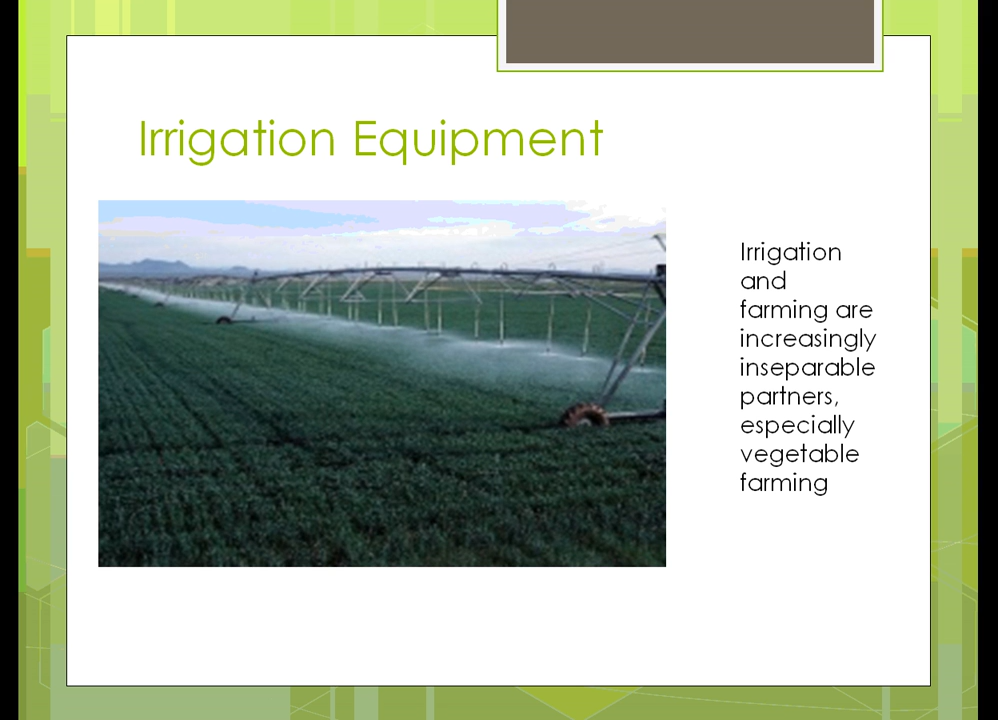 Irrigation Equipment
Irrigation
and
farming are
increasingly
inseparable
partners,
especially
vegetable
farming